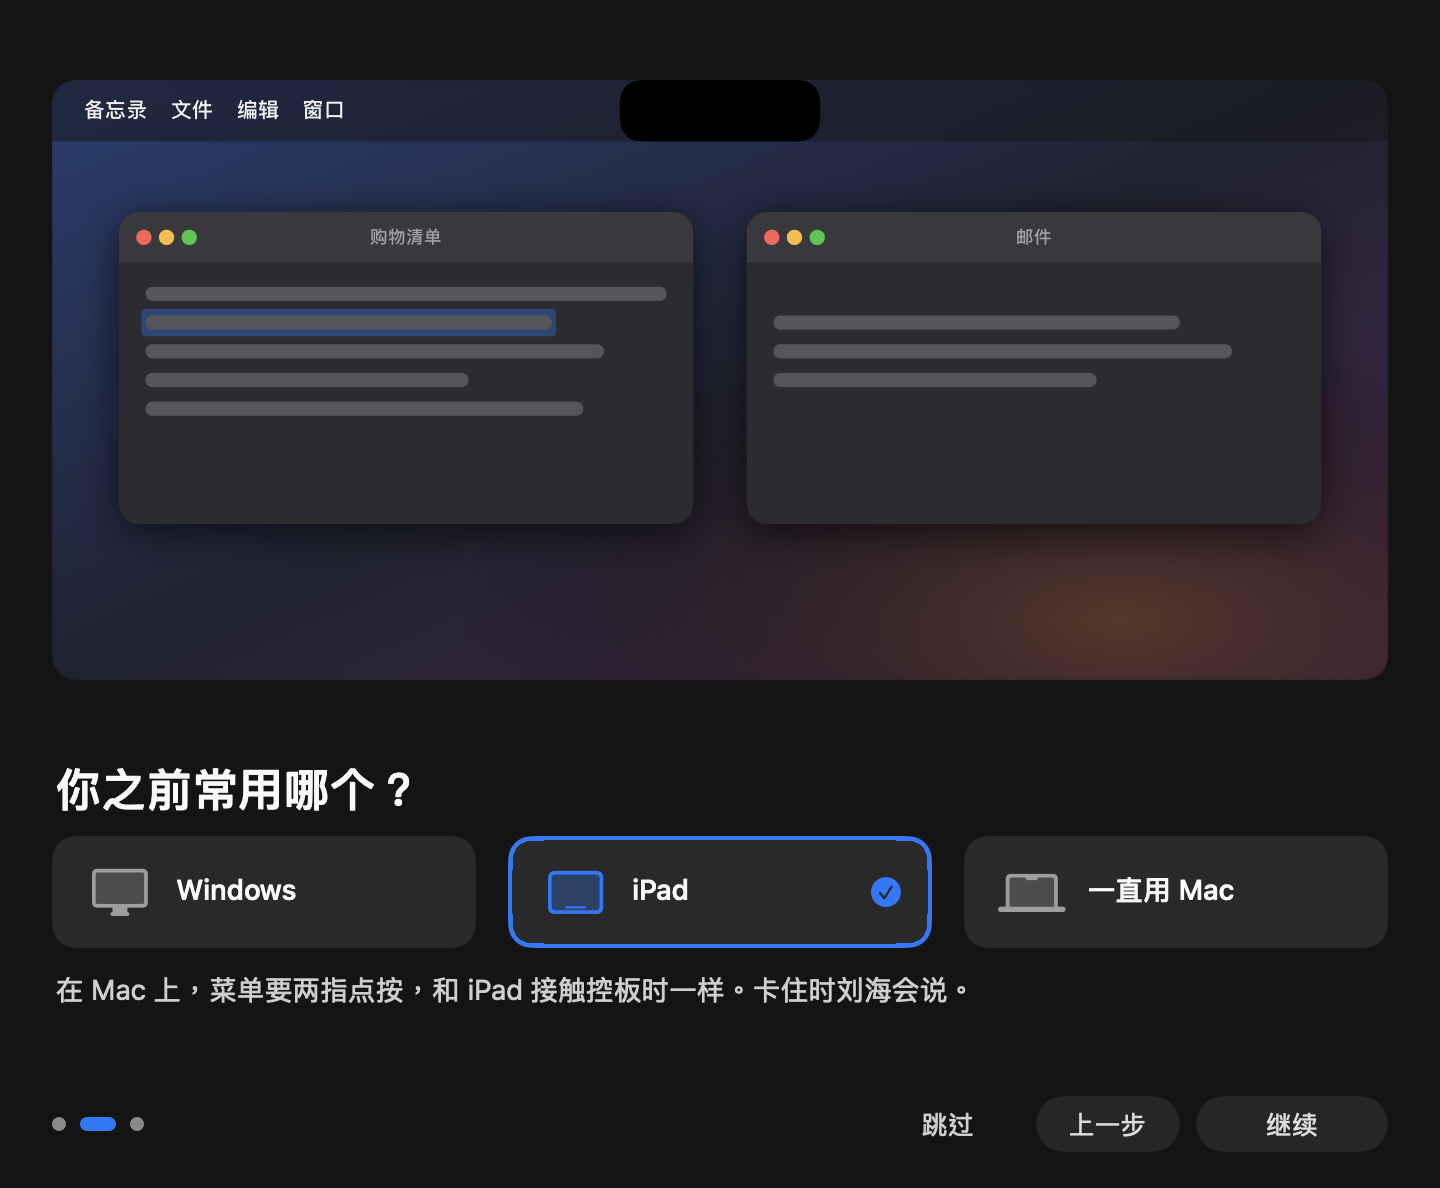 备忘录 文件 编辑 窗口
购物清单
邮件
你之前常用哪个？
Windows
iPad
一直用 Mac
在 Mac 上，菜单要两指点按，和 iPad 接触控板时一样。卡住时刘海会说。
跳过
上一步
继续